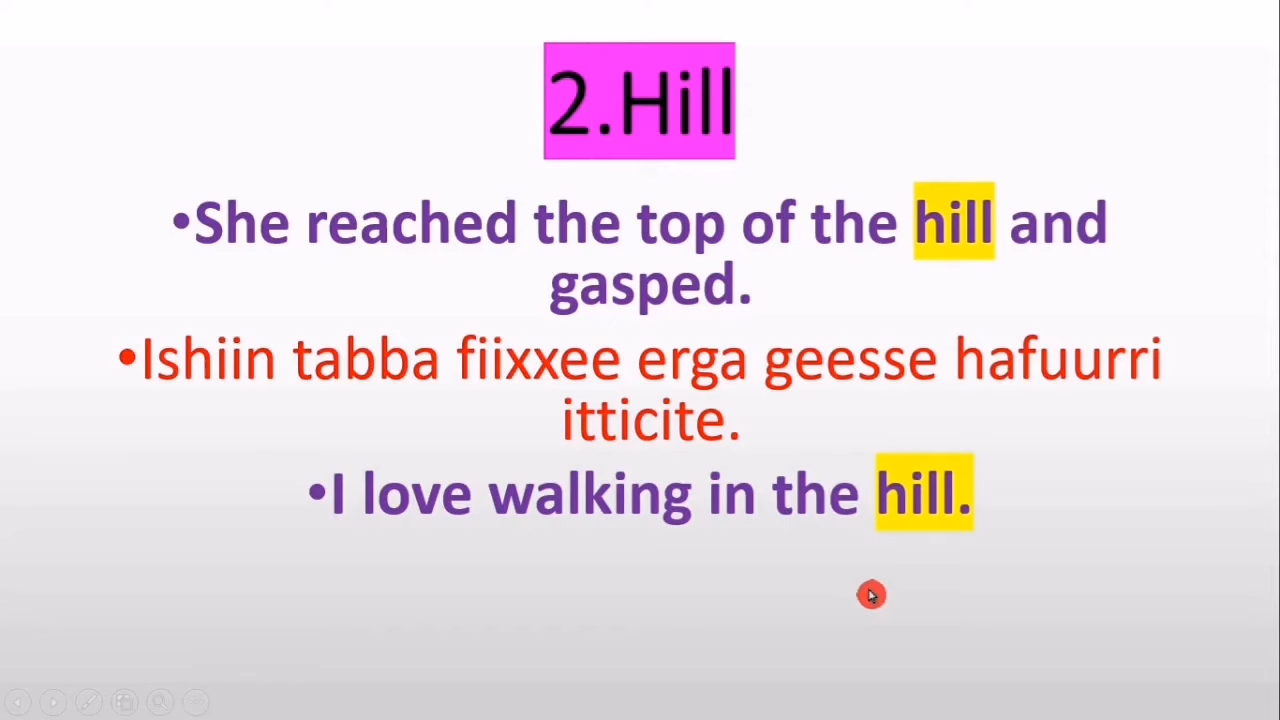 2.Hill
•She reached the top of the hill and
gasped.
•Ishiin tabba fiixxee erga geesse hafuurri
itticite.
•I love walking in the hill.